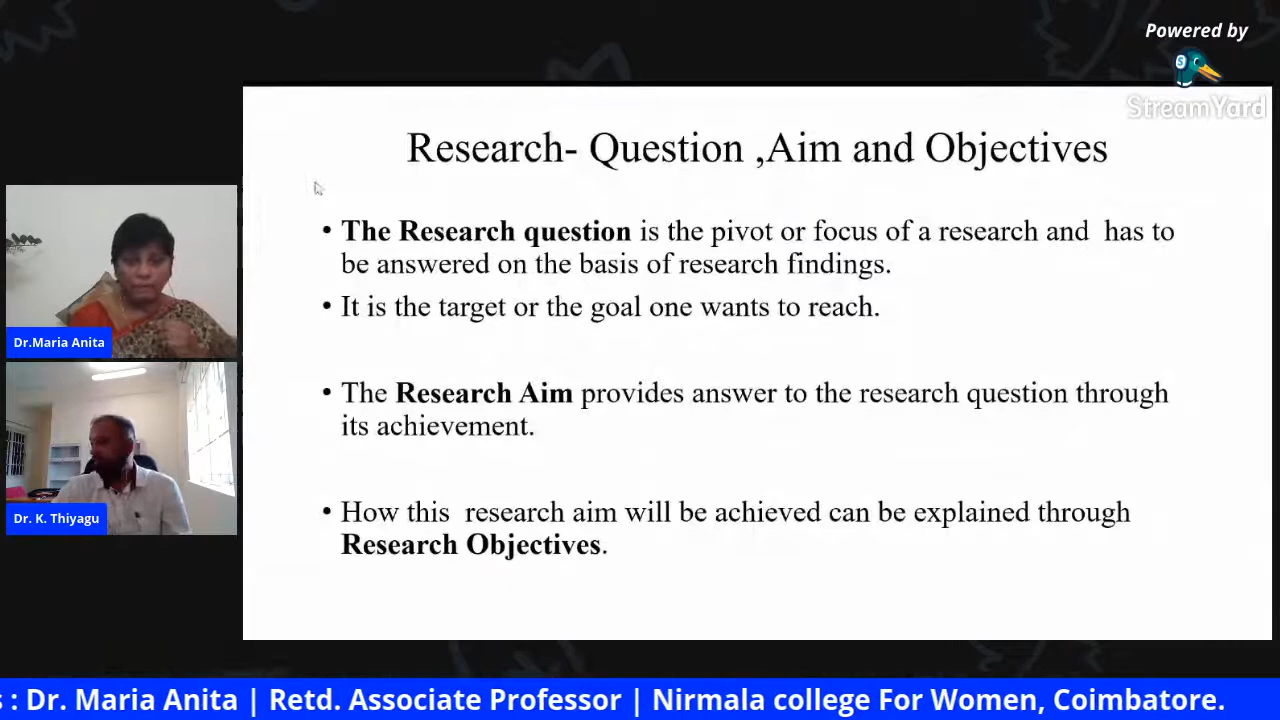 Powered by
StreamYard
Research- Question ,Aim and Objectives
• The Research question is the pivot or focus of a research and has to
be answered on the basis of research findings.
• It is the target or the goal one wants to reach.
• The Research Aim provides answer to the research question through
its achievement.
• How this research aim will be achieved can be explained through
Research Objectives.
Dr.Maria Anita
Dr. K. Thiyagu
s : Dr. Maria Anita | Retd. Associate Professor | Nirmala college For Women, Coimbatore.